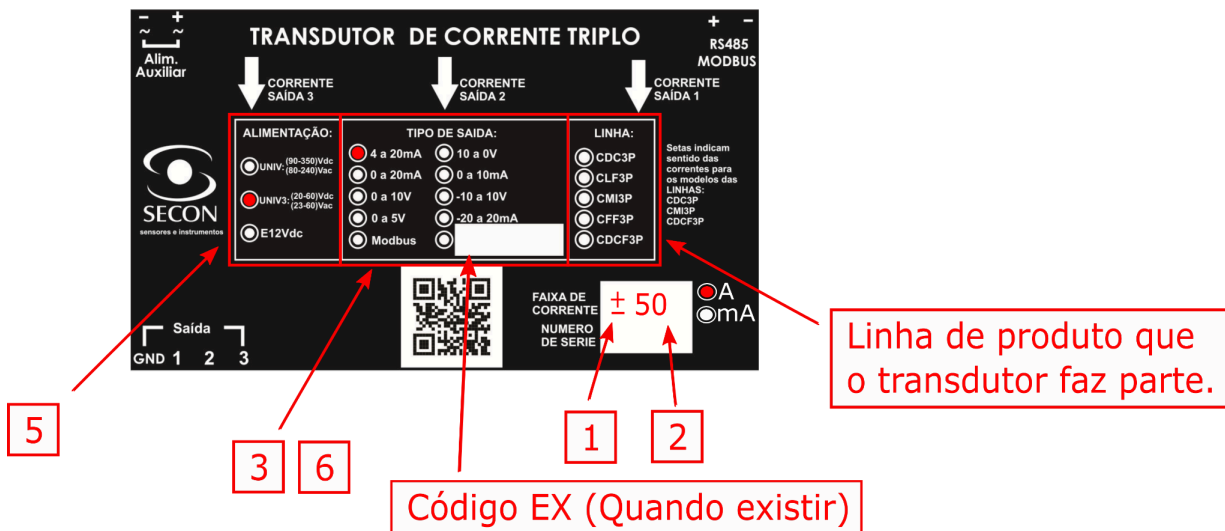 - +
~ ~
Alim.
Auxiliar
TRANSDUTOR DE CORRENTE TRIPLO
+ -
RS485
MODBUS
CORRENTE
SAÍDA 3
CORRENTE
SAÍDA 2
CORRENTE
SAÍDA 1
ALIMENTAÇÃO:
UNIV: (90-350)Vdc
(80-240)Vac
UNIV3: (20-60)Vdc
(23-60)Vac
E12Vdc
TIPO DE SAIDA:
4 a 20mA
0 a 20mA
0 a 10V
0 a 5V
Modbus
10 a 0V
0 a 10mA
-10 a 10V
-20 a 20mA
LINHA:
CDC3P
CLF3P
CMI3P
CFF3P
CDCF3P
Setas indicam
sentido das
correntes para
os modelos das
LINHAS:
CDC3P
CMI3P
CDCF3P
SECON
sensores e instrumentos
Saída
GND 1 2 3
FAIXA DE
CORRENTE
NUMERO
DE SERIE
± 50
A
mA
5
3 6
1 2
Código EX (Quando existir)
Linha de produto que
o transdutor faz parte.